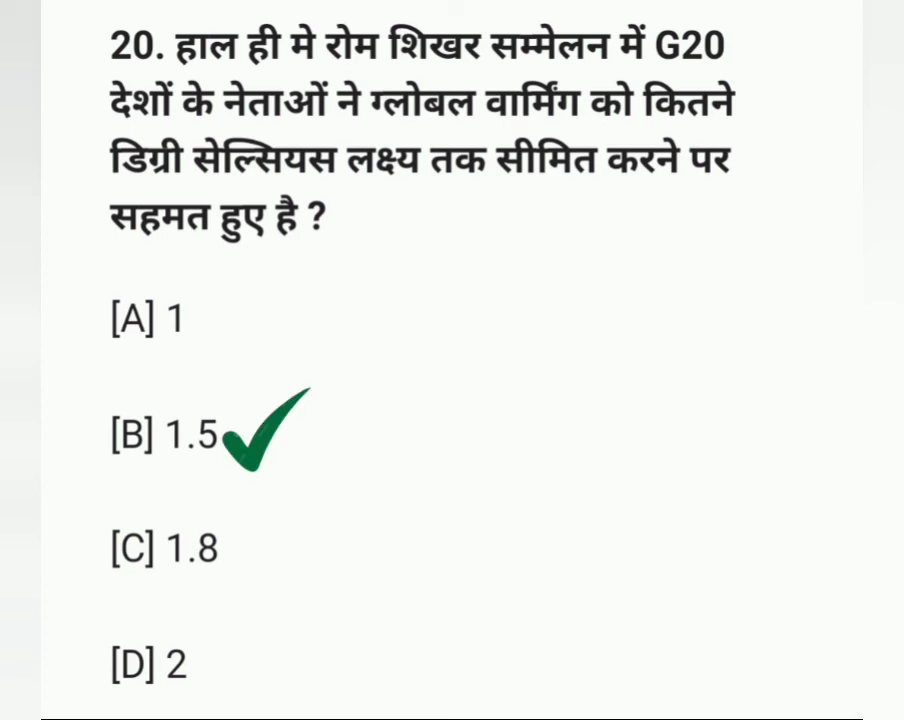 20. हाल ही मे रोम शिखर सम्मेलन में G20
देशों के नेताओं ने ग्लोबल वार्मिंग को कितने
डिग्री सेल्सियस लक्ष्य तक सीमित करने पर
सहमत हुए है ?
[A] 1
[B] 1.5
[C] 1.8
[D] 2